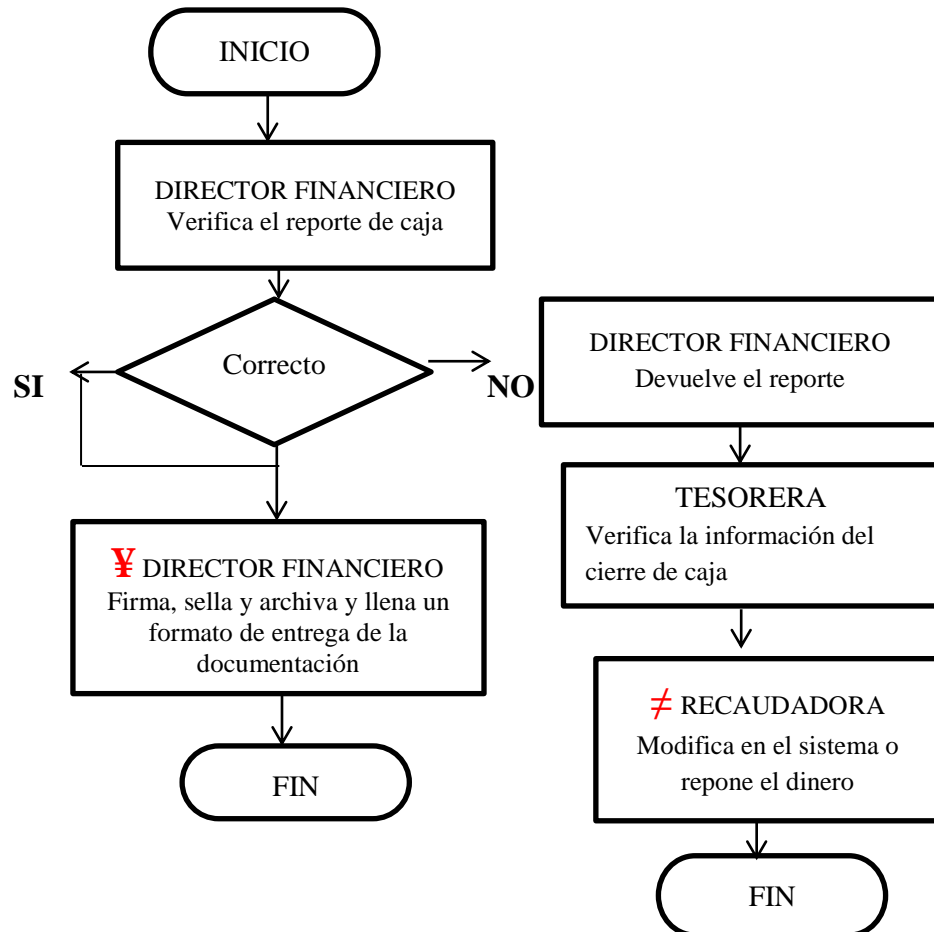 INICIO
DIRECTOR FINANCIERO
Verifica el reporte de caja
Correcto
SI
NO
DIRECTOR FINANCIERO
Devuelve el reporte
TESORERA
Verifica la información del
cierre de caja
¥ DIRECTOR FINANCIERO
Firma, sella y archiva y llena un
formato de entrega de la
documentación
≠ RECAUDADORA
Modifica en el sistema o
repone el dinero
FIN
FIN